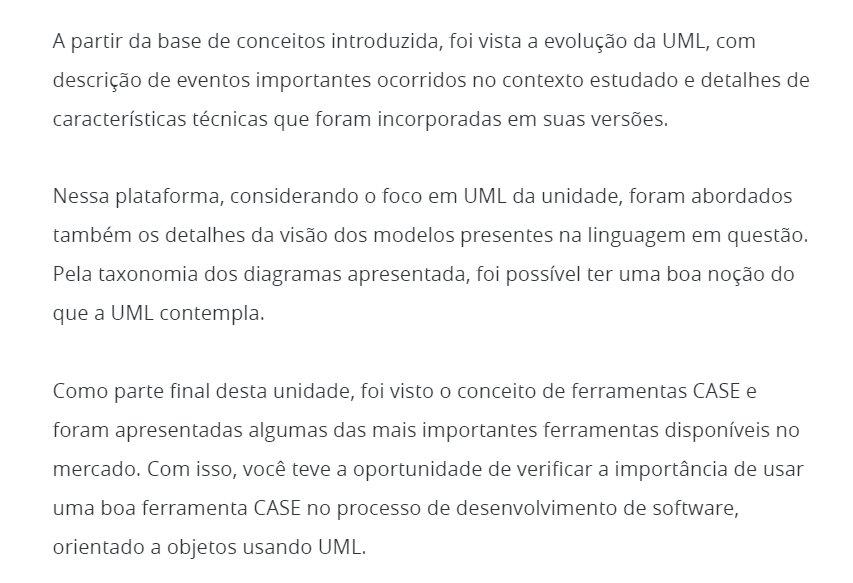 A partir da base de conceitos introduzida, foi vista a evolução da UML, com
descrição de eventos importantes ocorridos no contexto estudado e detalhes de
características técnicas que foram incorporadas em suas versões.
Nessa plataforma, considerando o foco em UML da unidade, foram abordados
também os detalhes da visão dos modelos presentes na linguagem em questão.
Pela taxonomia dos diagramas apresentada, foi possível ter uma boa noção do
que a UML contempla.
Como parte final desta unidade, foi visto o conceito de ferramentas CASE e
foram apresentadas algumas das mais importantes ferramentas disponíveis no
mercado. Com isso, você teve a oportunidade de verificar a importância de usar
uma boa ferramenta CASE no processo de desenvolvimento de software,
orientado a objetos usando UML.